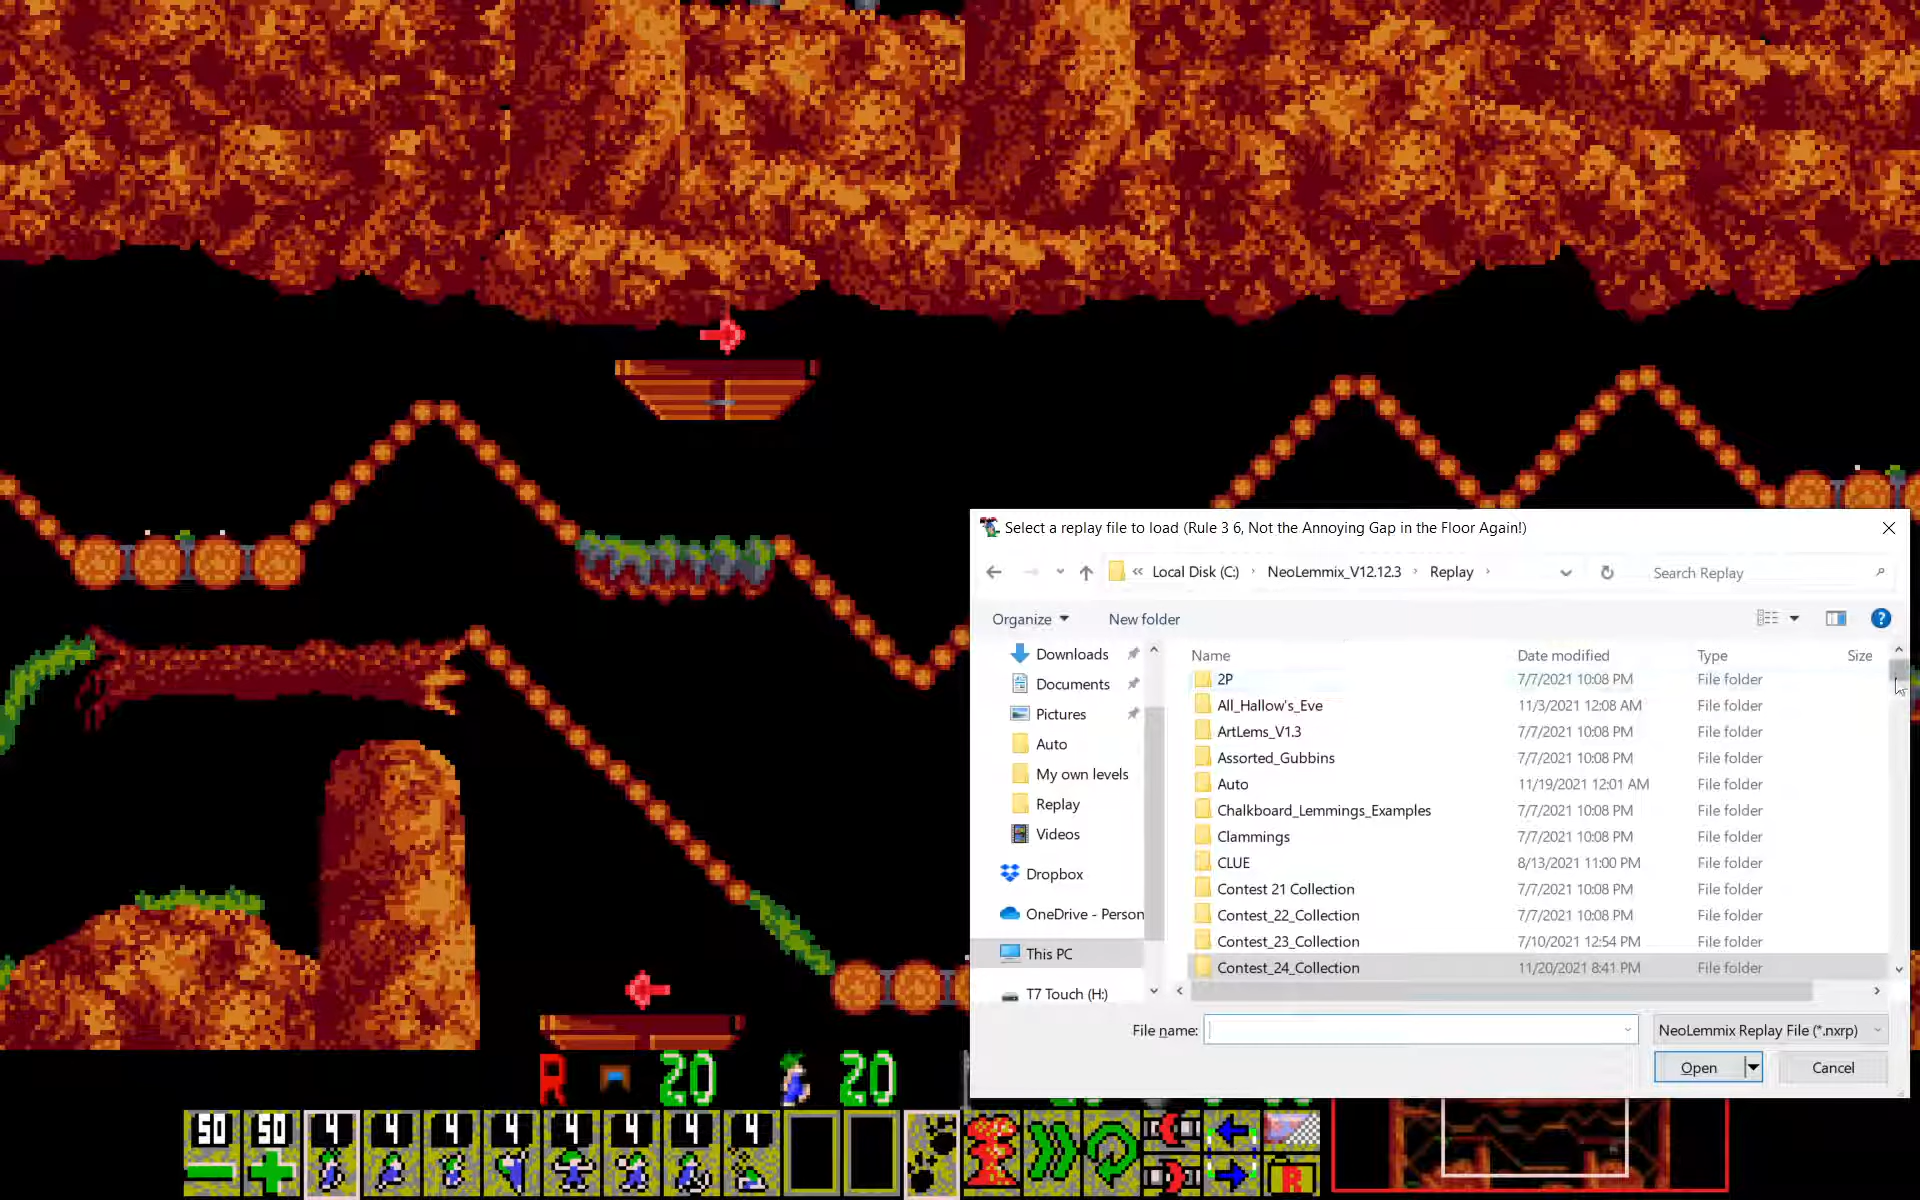 Select a replay file to load (Rule 3 6, Not the Annoying Gap in the Floor Again!)
« Local Disk (C:) › NeoLemmix_V12.12.3 › Replay ›
Search Replay
Organize
New folder
Downloads
Documents
Pictures
Auto
My own levels
Replay
Videos
Dropbox
OneDrive - Person
This PC
T7 Touch (H:)
Name Date modified Type Size
2P 7/7/2021 10:08 PM File folder
All_Hallow's_Eve 11/3/2021 12:08 AM File folder
ArtLems_V1.3 7/7/2021 10:08 PM File folder
Assorted_Gubbins 7/7/2021 10:08 PM File folder
Auto 11/19/2021 12:01 AM File folder
Chalkboard_Lemmings_Examples 7/7/2021 10:08 PM File folder
Clammings 7/7/2021 10:08 PM File folder
CLUE 8/13/2021 11:00 PM File folder
Contest 21 Collection 7/7/2021 10:08 PM File folder
Contest_22_Collection 7/7/2021 10:08 PM File folder
Contest_23_Collection 7/10/2021 12:54 PM File folder
Contest_24_Collection 11/20/2021 8:41 PM File folder
File name:
NeoLemmix Replay File (*.nxrp)
Open
Cancel
R 20 20
50 50 4 4 4 4 4 4 4 4
R